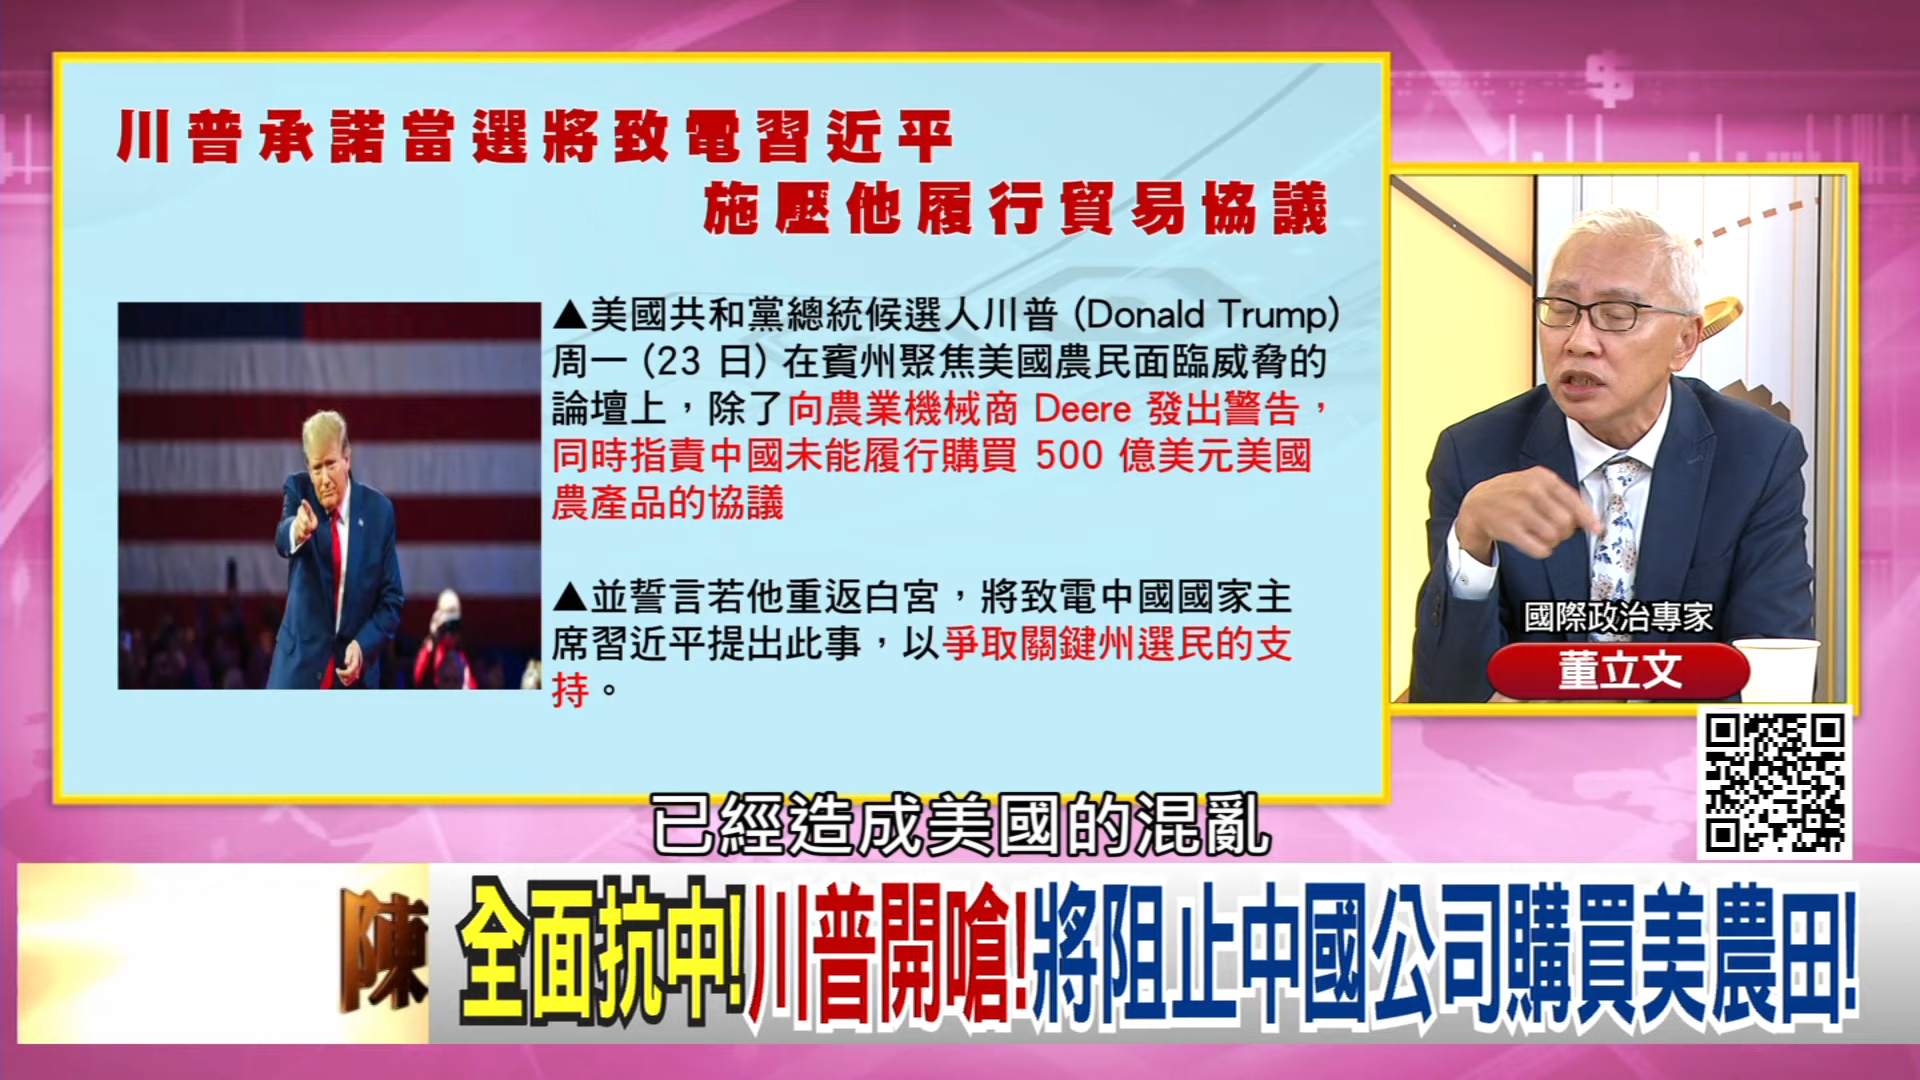 川普承諾當選將致電習近平
施壓他履行貿易協議
▲美國共和黨總統候選人川普 (Donald Trump)
周一 (23 日) 在賓州聚焦美國農民面臨威脅的
論壇上，除了向農業機械商 Deere 發出警告，
同時指責中國未能履行購買 500 億美元美國
農產品的協議
▲並誓言若他重返白宮，將致電中國國家主
席習近平提出此事，以爭取關鍵州選民的支
持。
國際政治專家
董立文
已經造成美國的混亂
陳
全面抗中!川普開嗆!將阻止中國公司購買美農田!